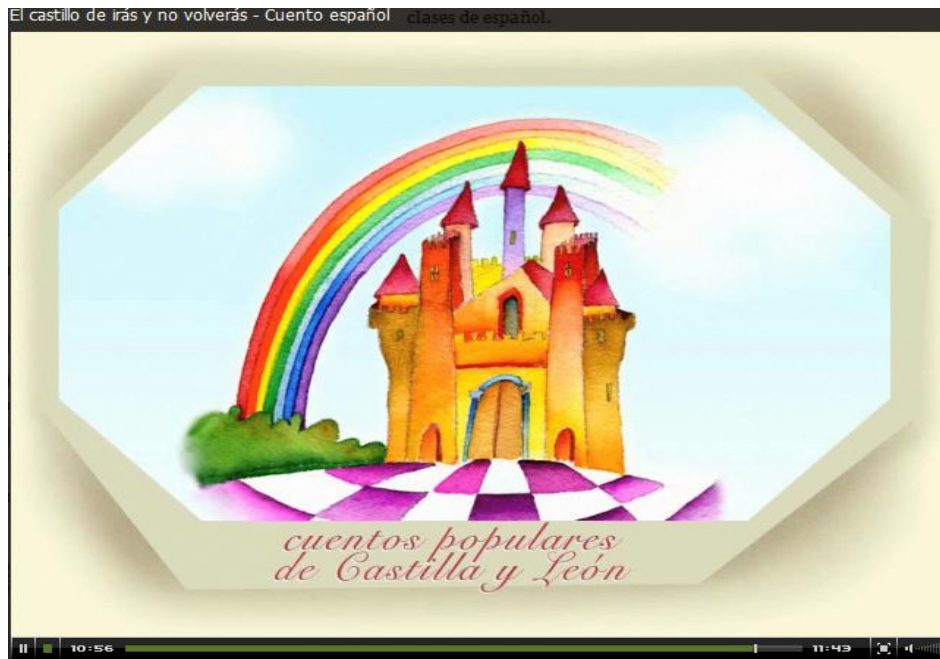 El castillo de irás y no volverás - Cuento español clases de español.
cuentos populares
de Castilla y León
10:56 11:43